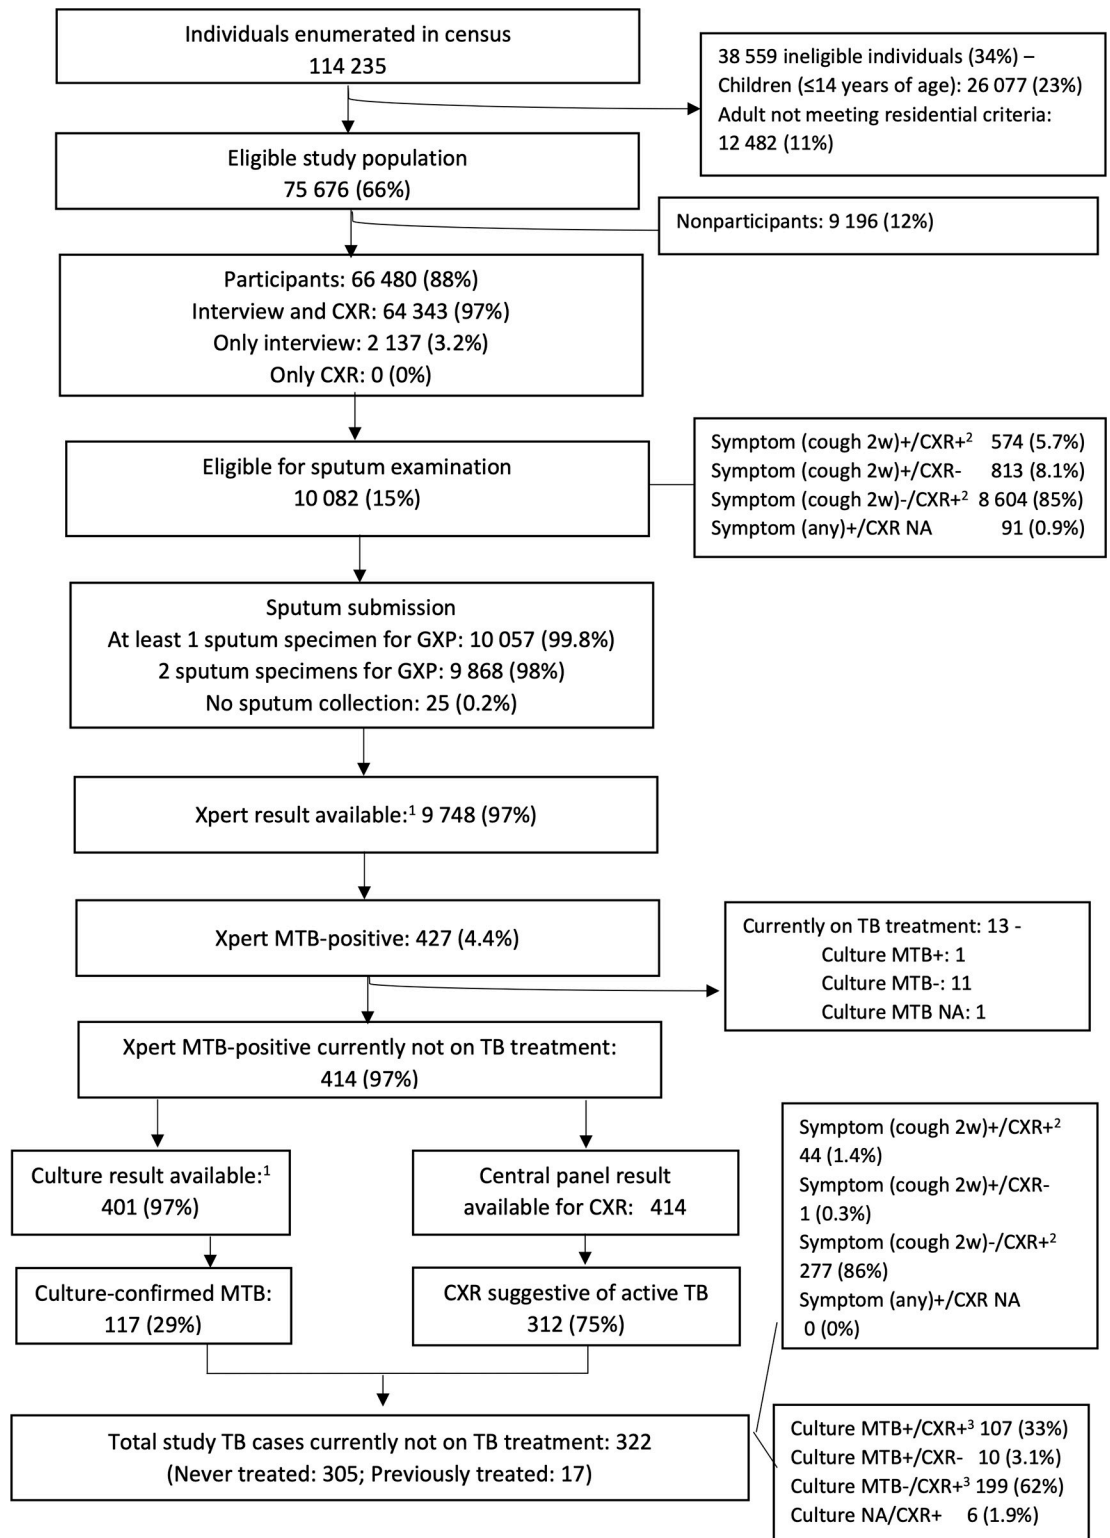 Individuals enumerated in census
114 235
38 559 ineligible individuals (34%) –
Children (≤14 years of age): 26 077 (23%)
Adult not meeting residential criteria:
12 482 (11%)
Eligible study population
75 676 (66%)
Nonparticipants: 9 196 (12%)
Participants: 66 480 (88%)
Interview and CXR: 64 343 (97%)
Only interview: 2 137 (3.2%)
Only CXR: 0 (0%)
Eligible for sputum examination
10 082 (15%)
Symptom (cough 2w)+/CXR+² 574 (5.7%)
Symptom (cough 2w)+/CXR- 813 (8.1%)
Symptom (cough 2w)-/CXR+² 8 604 (85%)
Symptom (any)+/CXR NA 91 (0.9%)
Sputum submission
At least 1 sputum specimen for GXP: 10 057 (99.8%)
2 sputum specimens for GXP: 9 868 (98%)
No sputum collection: 25 (0.2%)
Xpert result available:¹ 9 748 (97%)
Xpert MTB-positive: 427 (4.4%)
Currently on TB treatment: 13 -
Culture MTB+: 1
Culture MTB-: 11
Culture MTB NA: 1
Xpert MTB-positive currently not on TB treatment:
414 (97%)
Culture result available:¹
401 (97%)
Central panel result
available for CXR: 414
Culture-confirmed MTB:
117 (29%)
CXR suggestive of active TB
312 (75%)
Symptom (cough 2w)+/CXR+²
44 (1.4%)
Symptom (cough 2w)+/CXR-
1 (0.3%)
Symptom (cough 2w)-/CXR+²
277 (86%)
Symptom (any)+/CXR NA
0 (0%)
Total study TB cases currently not on TB treatment: 322
(Never treated: 305; Previously treated: 17)
Culture MTB+/CXR+³ 107 (33%)
Culture MTB+/CXR- 10 (3.1%)
Culture MTB-/CXR+³ 199 (62%)
Culture NA/CXR+ 6 (1.9%)